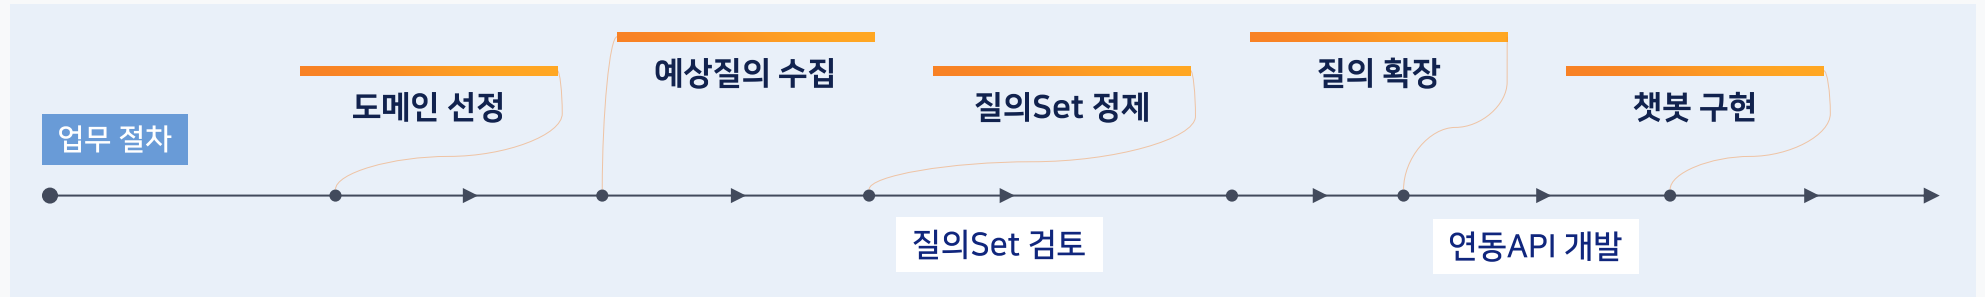 업무 절차
도메인 선정
예상질의 수집
질의Set 정제
질의 확장
챗봇 구현
질의Set 검토
연동API 개발